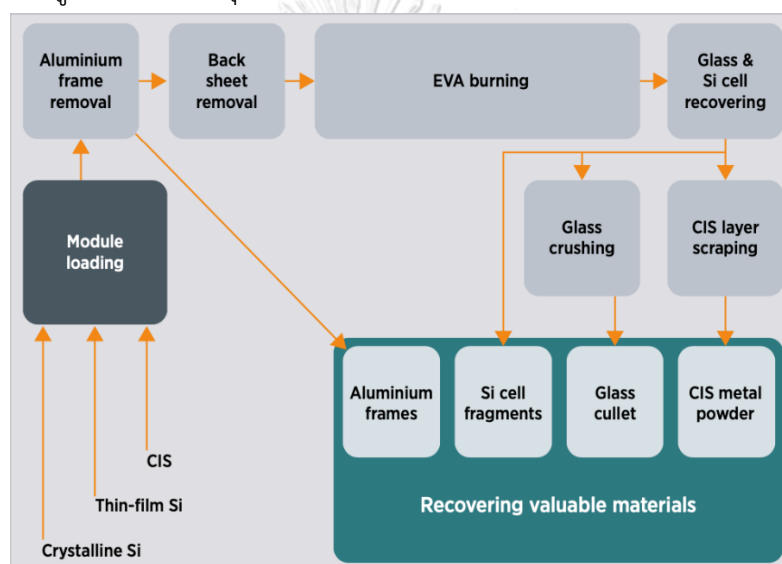 Aluminium
frame
removal
Back
sheet
removal
EVA burning
Glass &
Si cell
recovering
Module
loading
Glass
crushing
CIS layer
scraping
Aluminium
frames
Si cell
fragments
Glass
cullet
CIS metal
powder
CIS
Thin-film Si
Crystalline Si
Recovering valuable materials